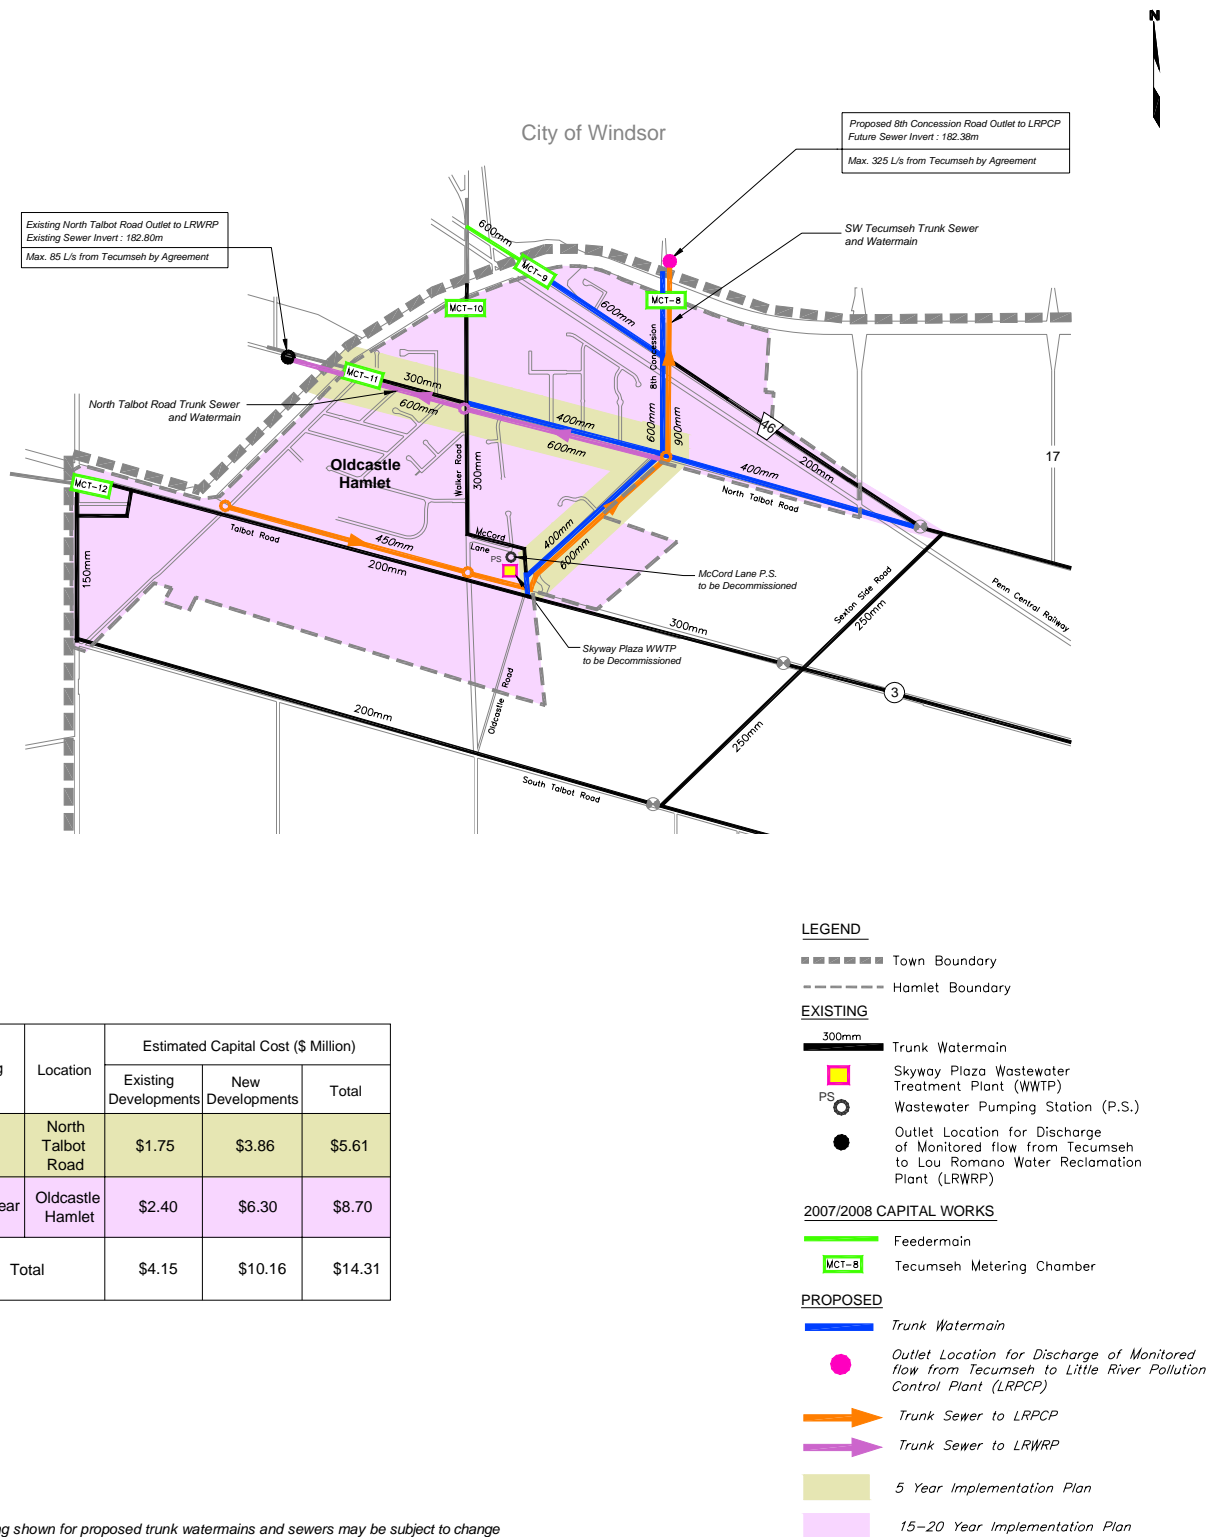 N
City of Windsor
Proposed 8th Concession Road Outlet to LRPCP
Future Sewer Invert : 182.38m
Max. 325 L/s from Tecumseh by Agreement
Existing North Talbot Road Outlet to LRWRP
Existing Sewer Invert : 182.80m
Max. 85 L/s from Tecumseh by Agreement
SW Tecumseh Trunk Sewer
and Watermain
600mm
MCT-9
MCT-10
MCT-8
600mm
8th Concession
MCT-11
300mm
600mm
North Talbot Road Trunk Sewer
and Watermain
400mm
600mm
600mm
900mm
46
200mm
17
400mm
North Talbot Road
Oldcastle
Hamlet
Walker Road
300mm
MCT-12
Talbot Road
450mm
200mm
150mm
McCord
Lane
PS
400mm
600mm
McCord Lane P.S.
to be Decommissioned
Skyway Plaza WWTP
to be Decommissioned
300mm
Sexton Side Road
250mm
Penn Central Railway
3
250mm
200mm
Oldcastle Road
South Talbot Road
LEGEND
Town Boundary
Hamlet Boundary
EXISTING
300mm
Trunk Watermain
Skyway Plaza Wastewater
Treatment Plant (WWTP)
PS
Wastewater Pumping Station (P.S.)
Outlet Location for Discharge
of Monitored flow from Tecumseh
to Lou Romano Water Reclamation
Plant (LRWRP)
2007/2008 CAPITAL WORKS
Feedermain
MCT-8
Tecumseh Metering Chamber
PROPOSED
Trunk Watermain
Outlet Location for Discharge of Monitored
flow from Tecumseh to Little River Pollution
Control Plant (LRPCP)
Trunk Sewer to LRPCP
Trunk Sewer to LRWRP
5 Year Implementation Plan
15-20 Year Implementation Plan
g
Location
Estimated Capital Cost ($ Million)
Existing
Developments
New
Developments
Total
North
Talbot
Road
$1.75
$3.86
$5.61
ear
Oldcastle
Hamlet
$2.40
$6.30
$8.70
Total
$4.15
$10.16
$14.31
ng shown for proposed trunk watermains and sewers may be subject to change